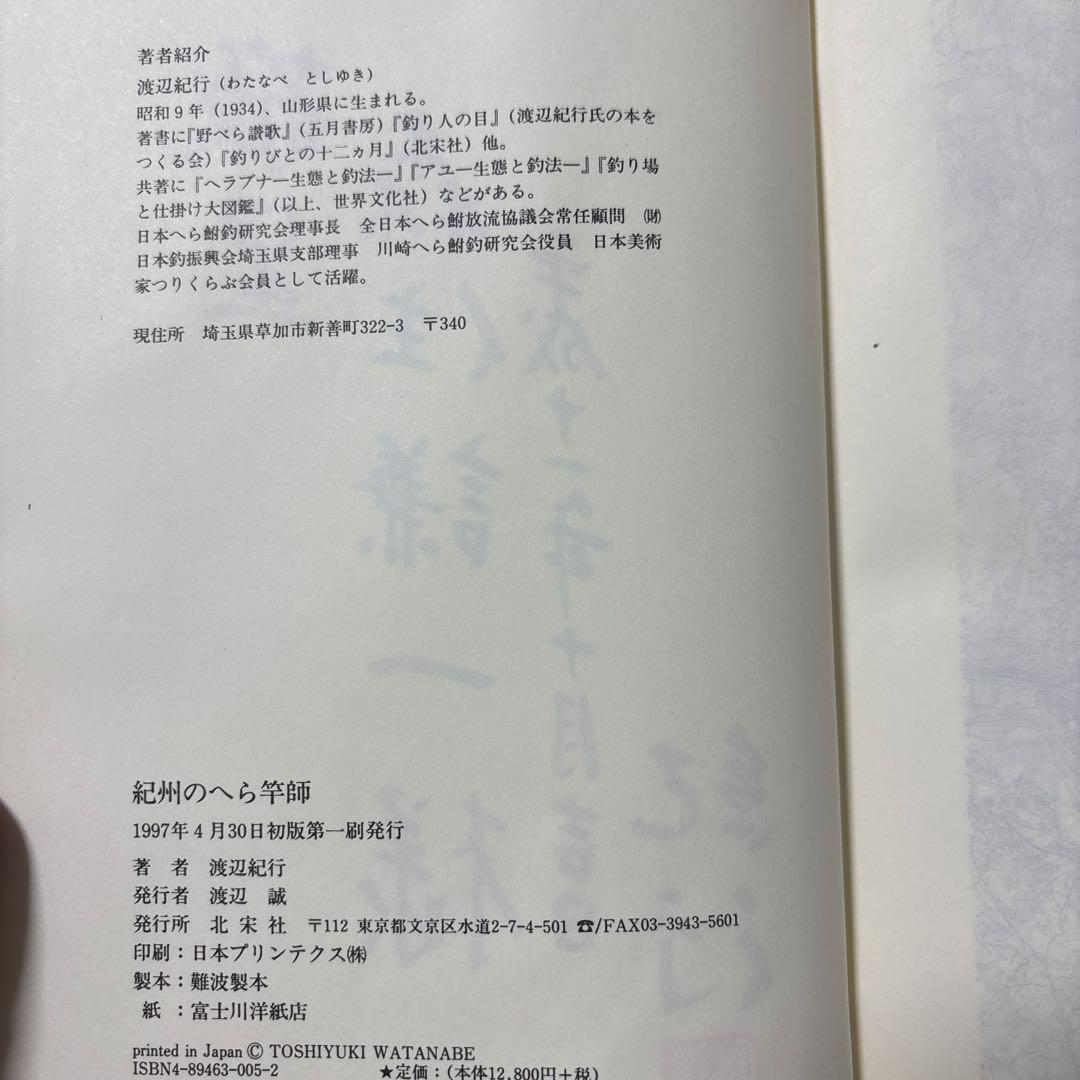 著者紹介
渡辺紀行（わたなべ　としゆき）
昭和９年（1934）、山形県に生まれる。
著書に『野べら讃歌』（五月書房）『釣り人の目』（渡辺紀行氏の本を
つくる会）『釣りびとの十二ヵ月』（北宋社）他。
共著に『ヘラブナ―生態と釣法―』『アユ―生態と釣法―』『釣り場
と仕掛け大図鑑』（以上、世界文化社）などがある。
日本へら鮒釣研究会理事長　全日本へら鮒放流協議会常任顧問　㈶
日本釣振興会埼玉県支部理事　川崎へら鮒釣研究会役員　日本美術
家つりくらぶ会員として活躍。
現住所　埼玉県草加市新善町322-3　〒340
紀州のへら竿師
1997年４月30日初版第一刷発行
著　者　渡辺紀行
発行者　渡辺　誠
発行所　北宋社　〒112 東京都文京区水道2-7-4-501 ☎/FAX03-3943-5601
印刷：日本プリンテクス㈱
製本：難波製本
紙　：富士川洋紙店
printed in Japan © TOSHIYUKI WATANABE
ISBN4-89463-005-2　★定価：（本体12,800円＋税）